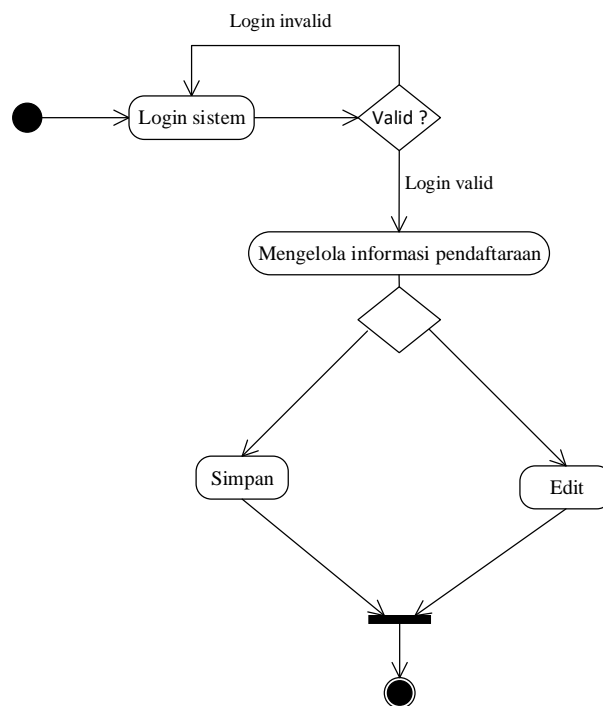 Login invalid
Login sistem
Valid ?
Login valid
Mengelola informasi pendaftaraan
Simpan
Edit